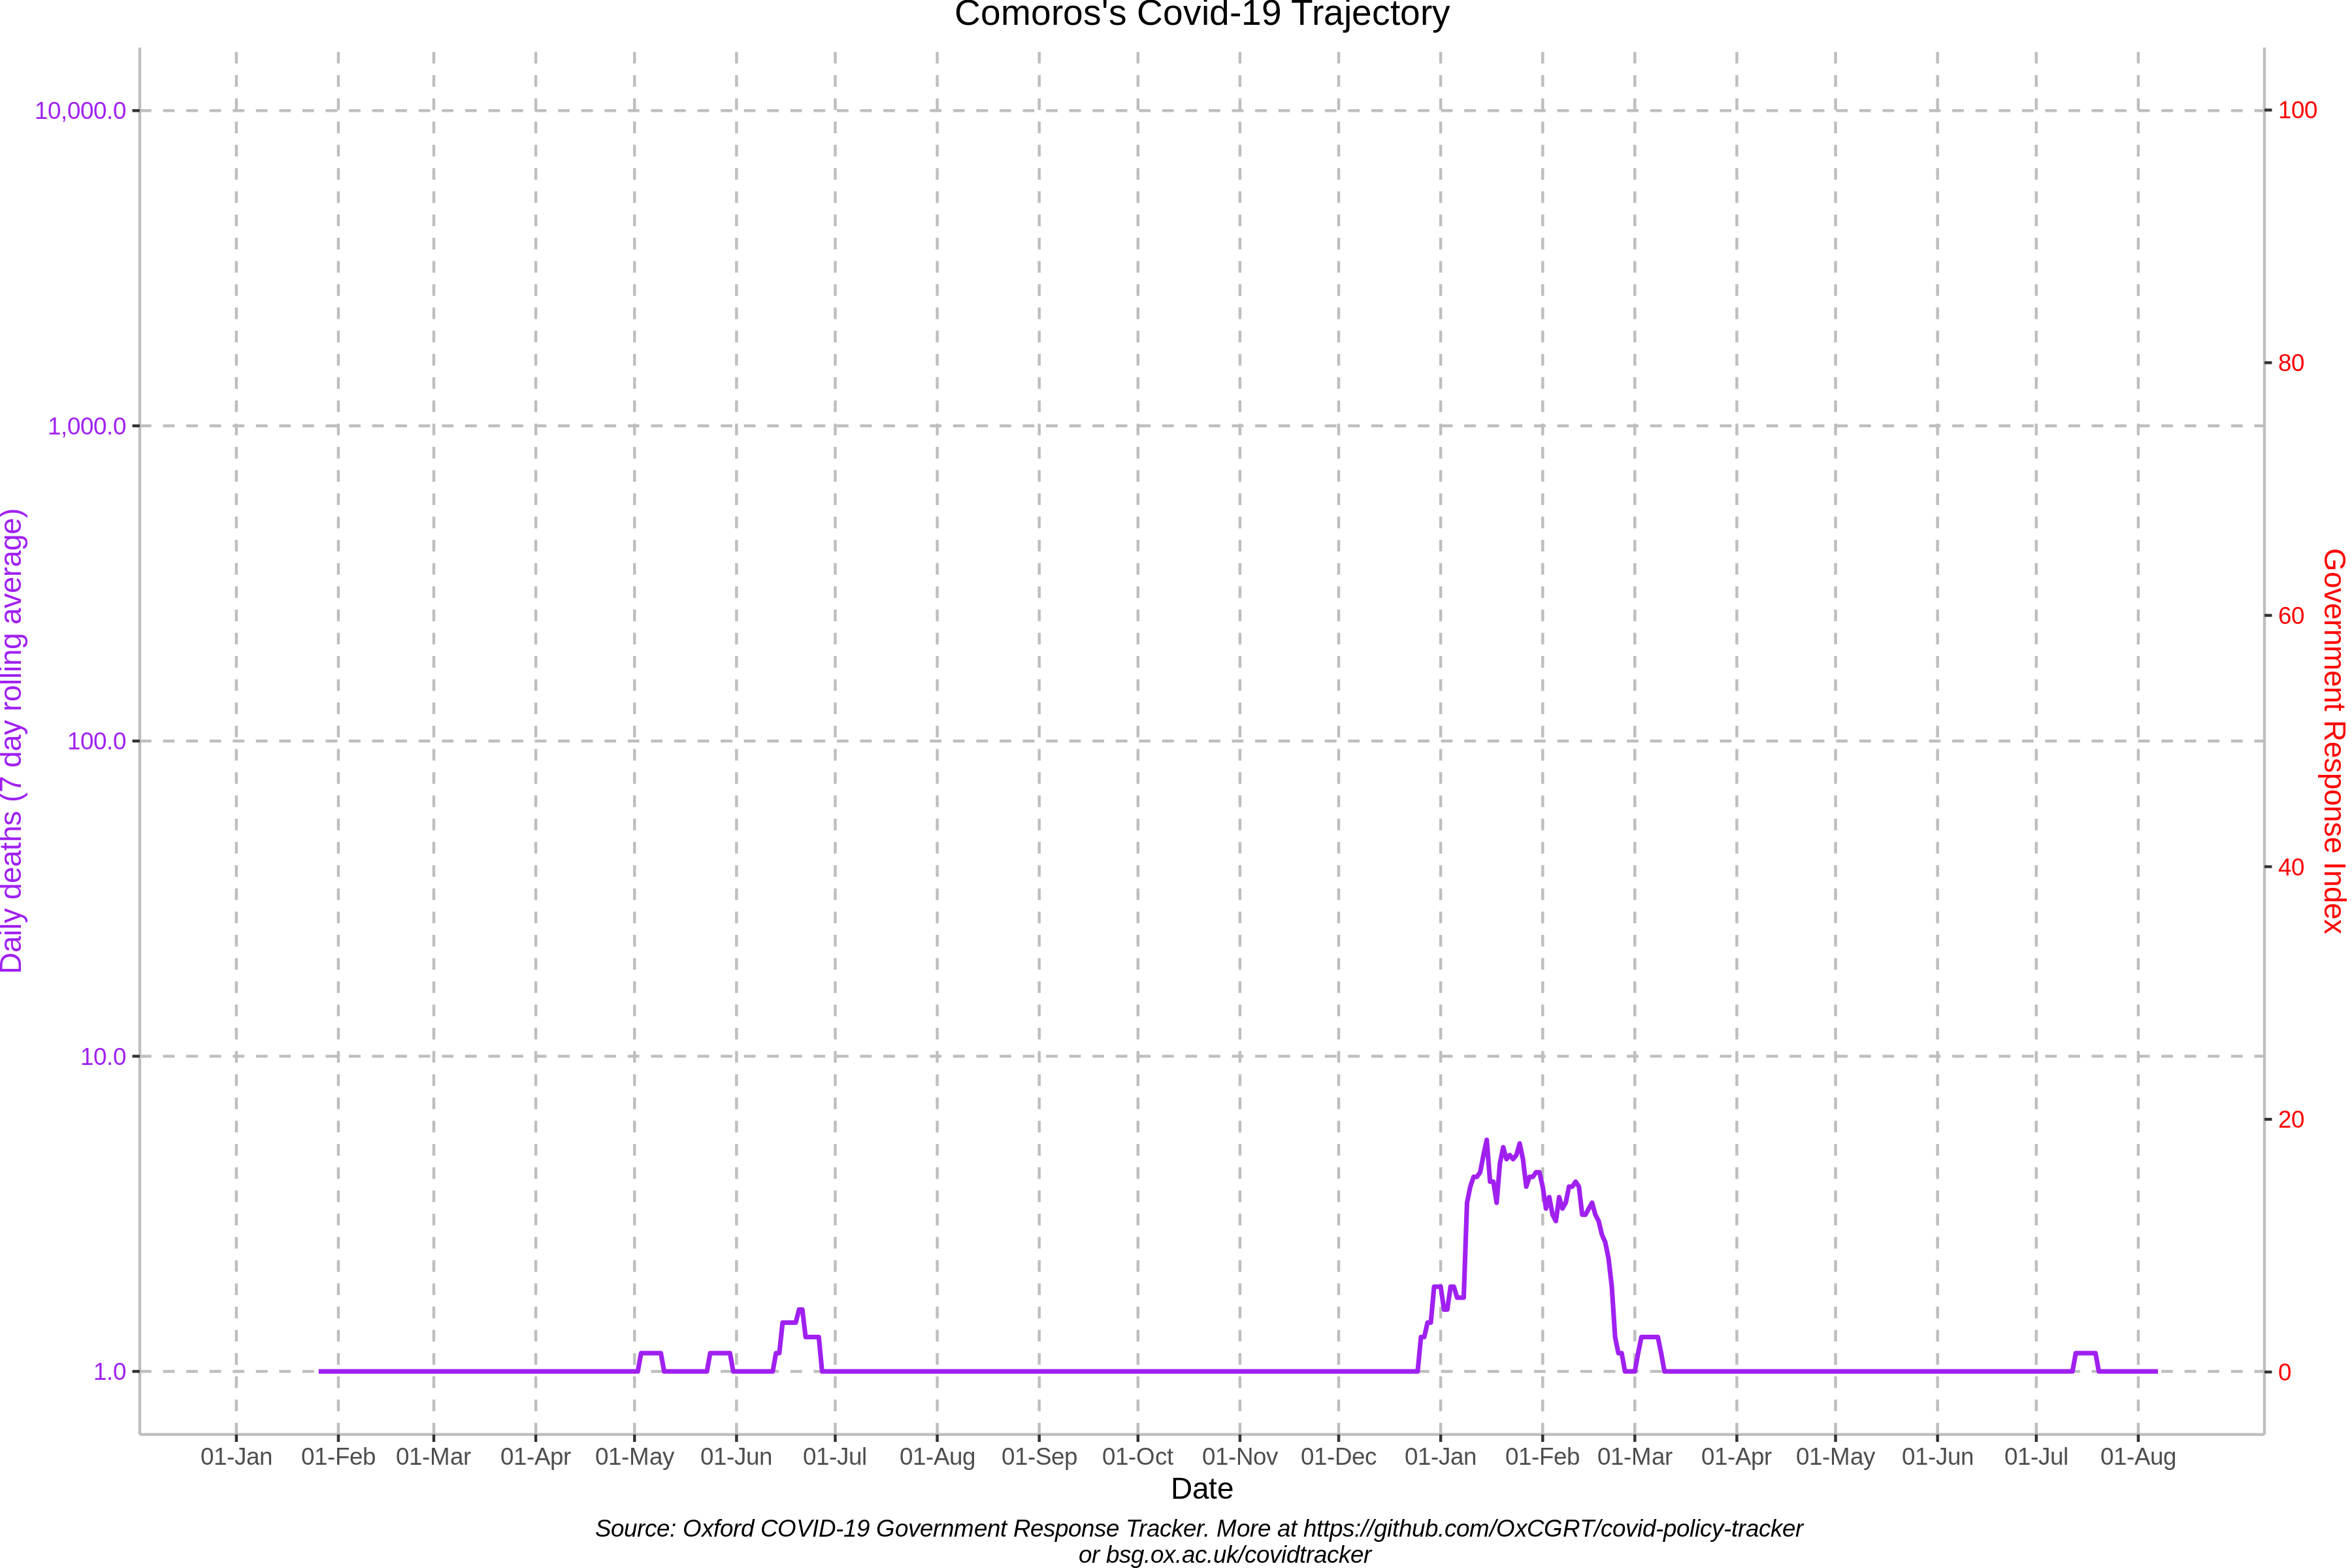 Comoros's Covid-19 Trajectory
10,000.0
1,000.0
100.0
10.0
1.0
Daily deaths (7 day rolling average)
100
80
60
40
20
0
Government Response Index
01-Jan 01-Feb 01-Mar 01-Apr 01-May 01-Jun 01-Jul 01-Aug 01-Sep 01-Oct 01-Nov 01-Dec 01-Jan 01-Feb 01-Mar 01-Apr 01-May 01-Jun 01-Jul 01-Aug
Date
Source: Oxford COVID-19 Government Response Tracker. More at https://github.com/OxCGRT/covid-policy-tracker
or bsg.ox.ac.uk/covidtracker